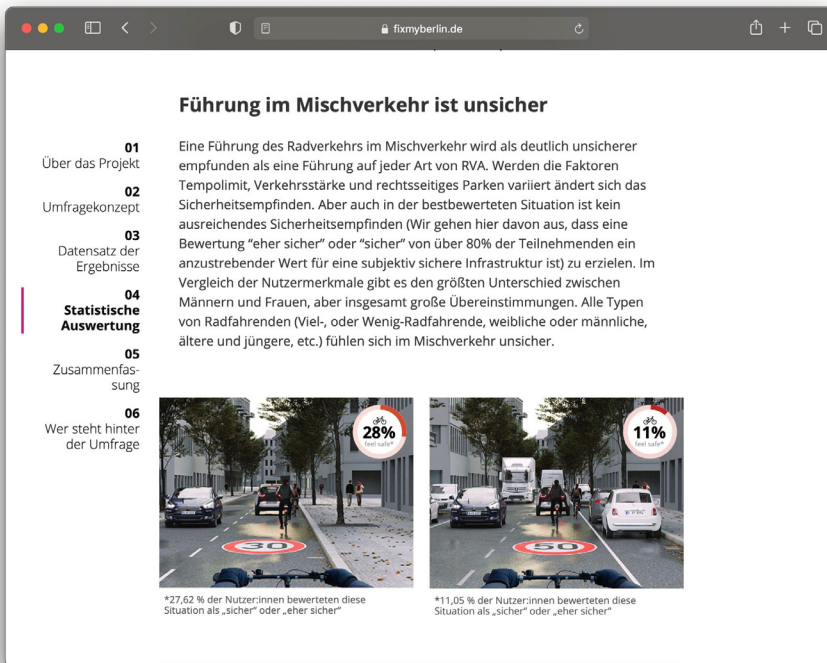 fixmyberlin.de
Führung im Mischverkehr ist unsicher
01
Über das Projekt
02
Umfragekonzept
03
Datensatz der
Ergebnisse
04
Statistische
Auswertung
05
Zusammenfas-
sung
06
Wer steht hinter
der Umfrage
Eine Führung des Radverkehrs im Mischverkehr wird als deutlich unsicherer
empfunden als eine Führung auf jeder Art von RVA. Werden die Faktoren
Tempolimit, Verkehrsstärke und rechtsseitiges Parken variiert ändert sich das
Sicherheitsempfinden. Aber auch in der bestbewerteten Situation ist kein
ausreichendes Sicherheitsempfinden (Wir gehen hier davon aus, dass eine
Bewertung “eher sicher” oder “sicher” von über 80% der Teilnehmenden ein
anzustrebender Wert für eine subjektiv sichere Infrastruktur ist) zu erzielen. Im
Vergleich der Nutzermerkmale gibt es den größten Unterschied zwischen
Männern und Frauen, aber insgesamt große Übereinstimmungen. Alle Typen
von Radfahrenden (Viel-, oder Wenig-Radfahrende, weibliche oder männliche,
ältere und jüngere, etc.) fühlen sich im Mischverkehr unsicher.
28%
feel safe*
30
*27,62 % der Nutzer:innen bewerteten diese
Situation als „sicher“ oder „eher sicher“
11%
feel safe*
50
*11,05 % der Nutzer:innen bewerteten diese
Situation als „sicher“ oder „eher sicher“